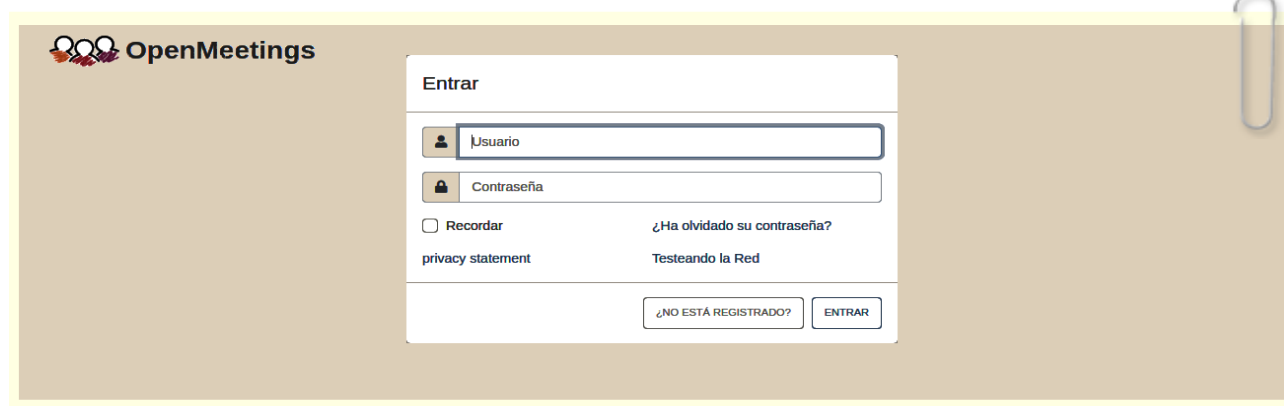 OpenMeetings
Entrar
Usuario
Contraseña
Recordar
¿Ha olvidado su contraseña?
privacy statement
Testeando la Red
¿NO ESTÁ REGISTRADO?
ENTRAR